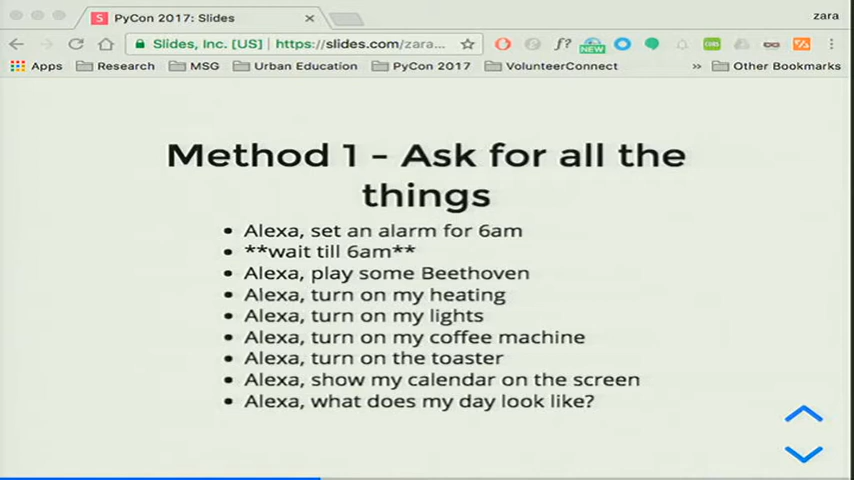 PyCon 2017: Slides
zara
Slides, Inc. [US] https://slides.com/zara...
f?
NEW
Apps Research MSG Urban Education PyCon 2017 VolunteerConnect » Other Bookmarks
Method 1 - Ask for all the
things
Alexa, set an alarm for 6am
**wait till 6am**
Alexa, play some Beethoven
Alexa, turn on my heating
Alexa, turn on my lights
Alexa, turn on my coffee machine
Alexa, turn on the toaster
Alexa, show my calendar on the screen
Alexa, what does my day look like?